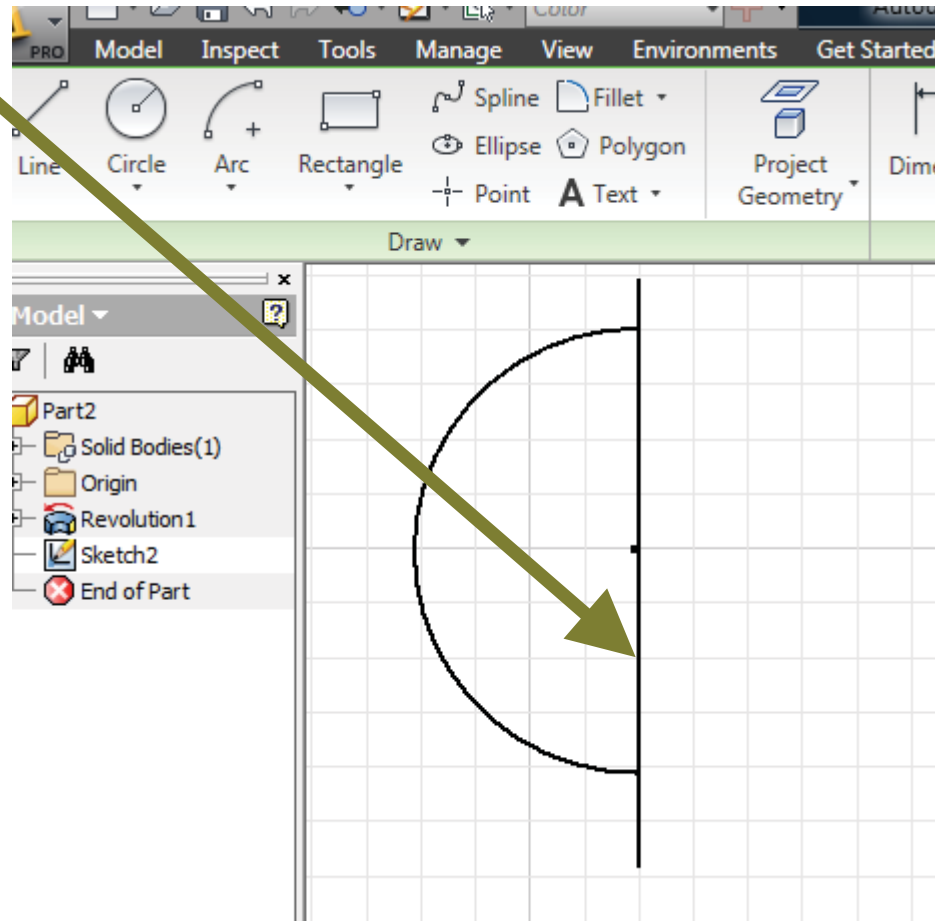 Color
PRO Model Inspect Tools Manage View Environments Get Started
Spline Fillet
Ellipse Polygon
Line Circle Arc Rectangle Project
Point A Text Geometry
Draw
Model
Part2
Solid Bodies(1)
Origin
Revolution1
Sketch2
End of Part